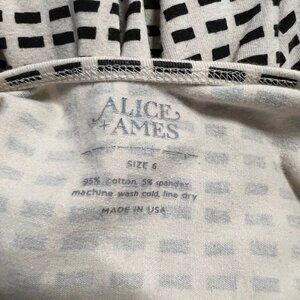 ALICE
+ AMES
SIZE 6
95% cotton, 5% spandex
machine wash cold, line dry
MADE IN USA